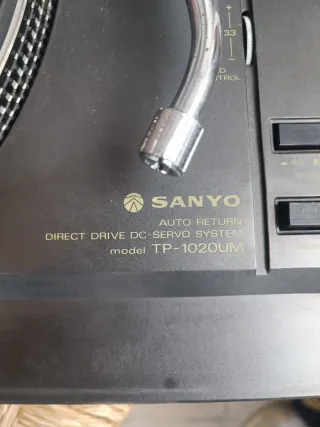 +
33
–
SANYO
AUTO RETURN
DIRECT DRIVE DC-SERVO SYSTEM
model TP-1020UM